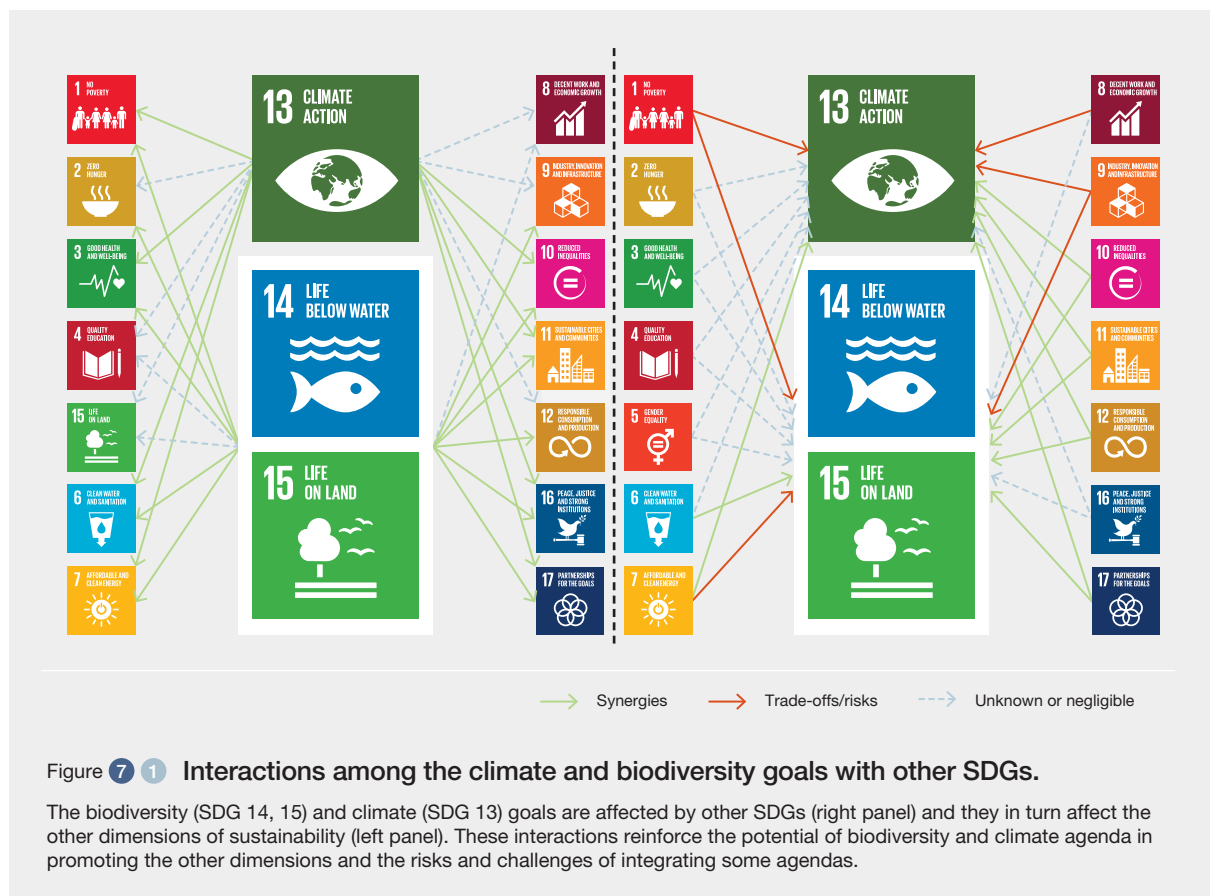 1 NO
POVERTY
2 ZERO
HUNGER
3 GOOD HEALTH
AND WELL-BEING
4 QUALITY
EDUCATION
15 LIFE
ON LAND
6 CLEAN WATER
AND SANITATION
7 AFFORDABLE AND
CLEAN ENERGY
13 CLIMATE
ACTION
14 LIFE
BELOW WATER
15 LIFE
ON LAND
8 DECENT WORK AND
ECONOMIC GROWTH
9 INDUSTRY, INNOVATION
AND INFRASTRUCTURE
10 REDUCED
INEQUALITIES
11 SUSTAINABLE CITIES
AND COMMUNITIES
12 RESPONSIBLE
CONSUMPTION
AND PRODUCTION
16 PEACE, JUSTICE
AND STRONG
INSTITUTIONS
17 PARTNERSHIPS
FOR THE GOALS
1 NO
POVERTY
2 ZERO
HUNGER
3 GOOD HEALTH
AND WELL-BEING
4 QUALITY
EDUCATION
5 GENDER
EQUALITY
6 CLEAN WATER
AND SANITATION
7 AFFORDABLE AND
CLEAN ENERGY
13 CLIMATE
ACTION
14 LIFE
BELOW WATER
15 LIFE
ON LAND
8 DECENT WORK AND
ECONOMIC GROWTH
9 INDUSTRY, INNOVATION
AND INFRASTRUCTURE
10 REDUCED
INEQUALITIES
11 SUSTAINABLE CITIES
AND COMMUNITIES
12 RESPONSIBLE
CONSUMPTION
AND PRODUCTION
16 PEACE, JUSTICE
AND STRONG
INSTITUTIONS
17 PARTNERSHIPS
FOR THE GOALS
Synergies
Trade-offs/risks
Unknown or negligible
Figure 7 1 Interactions among the climate and biodiversity goals with other SDGs.
The biodiversity (SDG 14, 15) and climate (SDG 13) goals are affected by other SDGs (right panel) and they in turn affect the
other dimensions of sustainability (left panel). These interactions reinforce the potential of biodiversity and climate agenda in
promoting the other dimensions and the risks and challenges of integrating some agendas.